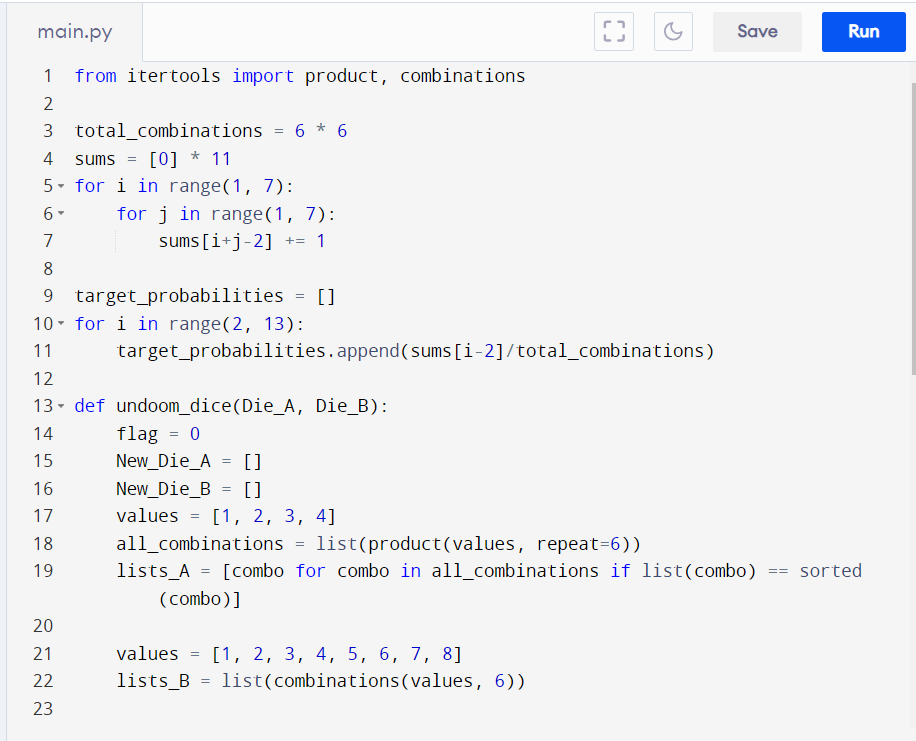 main.py
Save
Run
1 from itertools import product, combinations
2
3 total_combinations = 6 * 6
4 sums = [0] * 11
5 for i in range(1, 7):
6     for j in range(1, 7):
7         sums[i+j-2] += 1
8
9 target_probabilities = []
10 for i in range(2, 13):
11     target_probabilities.append(sums[i-2]/total_combinations)
12
13 def undoom_dice(Die_A, Die_B):
14     flag = 0
15     New_Die_A = []
16     New_Die_B = []
17     values = [1, 2, 3, 4]
18     all_combinations = list(product(values, repeat=6))
19     lists_A = [combo for combo in all_combinations if list(combo) == sorted
(combo)]
20
21     values = [1, 2, 3, 4, 5, 6, 7, 8]
22     lists_B = list(combinations(values, 6))
23